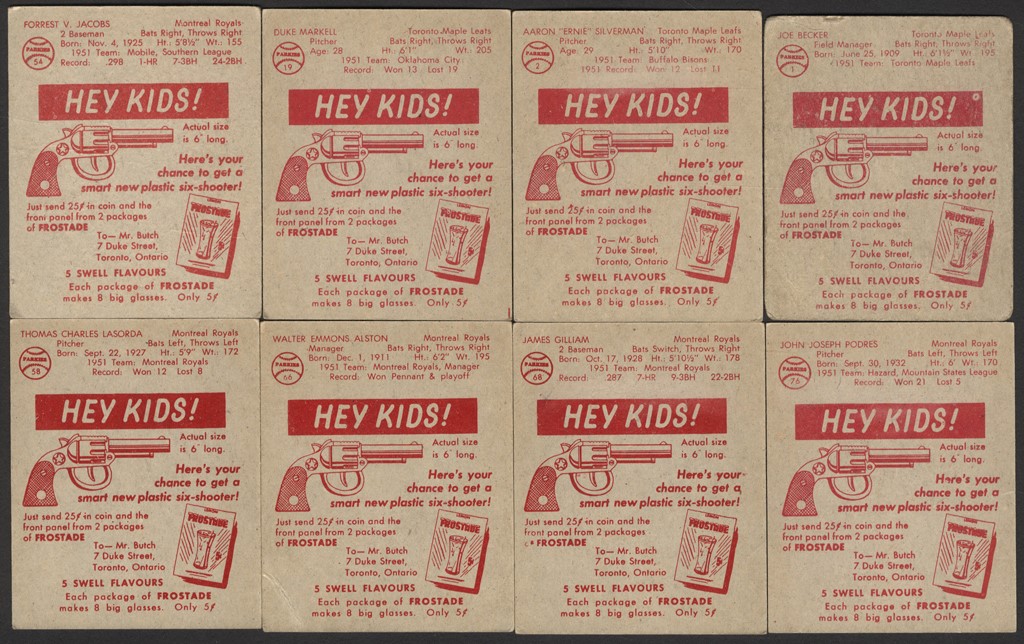 FORREST V. JACOBS Montreal Royals
2 Baseman Bats Right, Throws Right
Born: Nov. 4, 1925 Ht.: 5'8½" Wt.: 155
1951 Team: Mobile, Southern League
Record: .298 1-HR 7-3BH 24-2BH
PARKIES
54
HEY KIDS!
Actual size
is 6" long.
Here's your
chance to get a
smart new plastic six-shooter!
Just send 25¢ in coin and the
front panel from 2 packages
of FROSTADE
To— Mr. Butch
7 Duke Street,
Toronto, Ontario
FROSTADE
5¢
5 SWELL FLAVOURS
Each package of FROSTADE
makes 8 big glasses. Only 5¢
DUKE MARKELL Toronto Maple Leafs
Pitcher Bats Right, Throws Right
Age: 28 Ht.: 6'1" Wt.: 205
1951 Team: Oklahoma City
Record: Won 13 Lost 19
PARKIES
19
HEY KIDS!
Actual size
is 6" long.
Here's your
chance to get a
smart new plastic six-shooter!
Just send 25¢ in coin and the
front panel from 2 packages
of FROSTADE
To— Mr. Butch
7 Duke Street,
Toronto, Ontario
FROSTADE
5¢
5 SWELL FLAVOURS
Each package of FROSTADE
makes 8 big glasses. Only 5¢
AARON "ERNIE" SILVERMAN Toronto Maple Leafs
Pitcher Bats Right, Throws Right
Age: 29 Ht.: 5'10" Wt.: 170
1951 Team: Buffalo Bisons
1951 Record: Won 12 Lost 11
PARKIES
2
HEY KIDS!
Actual size
is 6" long.
Here's your
chance to get a
smart new plastic six-shooter!
Just send 25¢ in coin and the
front panel from 2 packages
of FROSTADE
To— Mr. Butch
7 Duke Street,
Toronto, Ontario
FROSTADE
5¢
5 SWELL FLAVOURS
Each package of FROSTADE
makes 8 big glasses. Only 5¢
JOE BECKER Toronto Maple Leafs
Field Manager Bats Right, Throws Right
Born: June 25, 1909 Ht.: 6'1½" Wt.: 195
1951 Team: Toronto Maple Leafs
PARKIES
1
HEY KIDS!
Actual size
is 6" long.
Here's your
chance to get a
smart new plastic six-shooter!
Just send 25¢ in coin and the
front panel from 2 packages
of FROSTADE
To— Mr. Butch
7 Duke Street,
Toronto, Ontario
FROSTADE
5¢
5 SWELL FLAVOURS
Each package of FROSTADE
makes 8 big glasses. Only 5¢
THOMAS CHARLES LASORDA Montreal Royals
Pitcher Bats Left, Throws Left
Born: Sept. 22, 1927 Ht.: 5'9" Wt.: 172
1951 Team: Montreal Royals
Record: Won 12 Lost 8
PARKIES
58
HEY KIDS!
Actual size
is 6" long.
Here's your
chance to get a
smart new plastic six-shooter!
Just send 25¢ in coin and the
front panel from 2 packages
of FROSTADE
To— Mr. Butch
7 Duke Street,
Toronto, Ontario
FROSTADE
5¢
5 SWELL FLAVOURS
Each package of FROSTADE
makes 8 big glasses. Only 5¢
WALTER EMMONS ALSTON Montreal Royals
Manager Bats Right, Throws Right
Born: Dec. 1, 1911 Ht.: 6'2" Wt. 195
1951 Team: Montreal Royals, Manager
Record: Won Pennant & playoff
PARKIES
66
HEY KIDS!
Actual size
is 6" long.
Here's your
chance to get a
smart new plastic six-shooter!
Just send 25¢ in coin and the
front panel from 2 packages
of FROSTADE
To— Mr. Butch
7 Duke Street,
Toronto, Ontario
FROSTADE
5¢
5 SWELL FLAVOURS
Each package of FROSTADE
makes 8 big glasses. Only 5¢
JAMES GILLIAM Montreal Royals
2 Baseman Bats Switch, Throws Right
Born: Oct. 17, 1928 Ht.: 5'10½" Wt.: 178
1951 Team: Montreal Royals
Record: .287 7-HR 9-3BH 22-2BH
PARKIES
68
HEY KIDS!
Actual size
is 6" long.
Here's your
chance to get a
smart new plastic six-shooter!
Just send 25¢ in coin and the
front panel from 2 packages
of FROSTADE
To— Mr. Butch
7 Duke Street,
Toronto, Ontario
FROSTADE
5¢
5 SWELL FLAVOURS
Each package of FROSTADE
makes 8 big glasses. Only 5¢
JOHN JOSEPH PODRES Montreal Royals
Pitcher Bats Left, Throws Left
Born: Sept. 30, 1932 Ht.: 6' Wt.: 170
1951 Team: Hazard, Mountain States League
Record: Won 21 Lost 5
PARKIES
76
HEY KIDS!
Actual size
is 6" long.
Here's your
chance to get a
smart new plastic six-shooter!
Just send 25¢ in coin and the
front panel from 2 packages
of FROSTADE
To— Mr. Butch
7 Duke Street,
Toronto, Ontario
FROSTADE
5¢
5 SWELL FLAVOURS
Each package of FROSTADE
makes 8 big glasses. Only 5¢